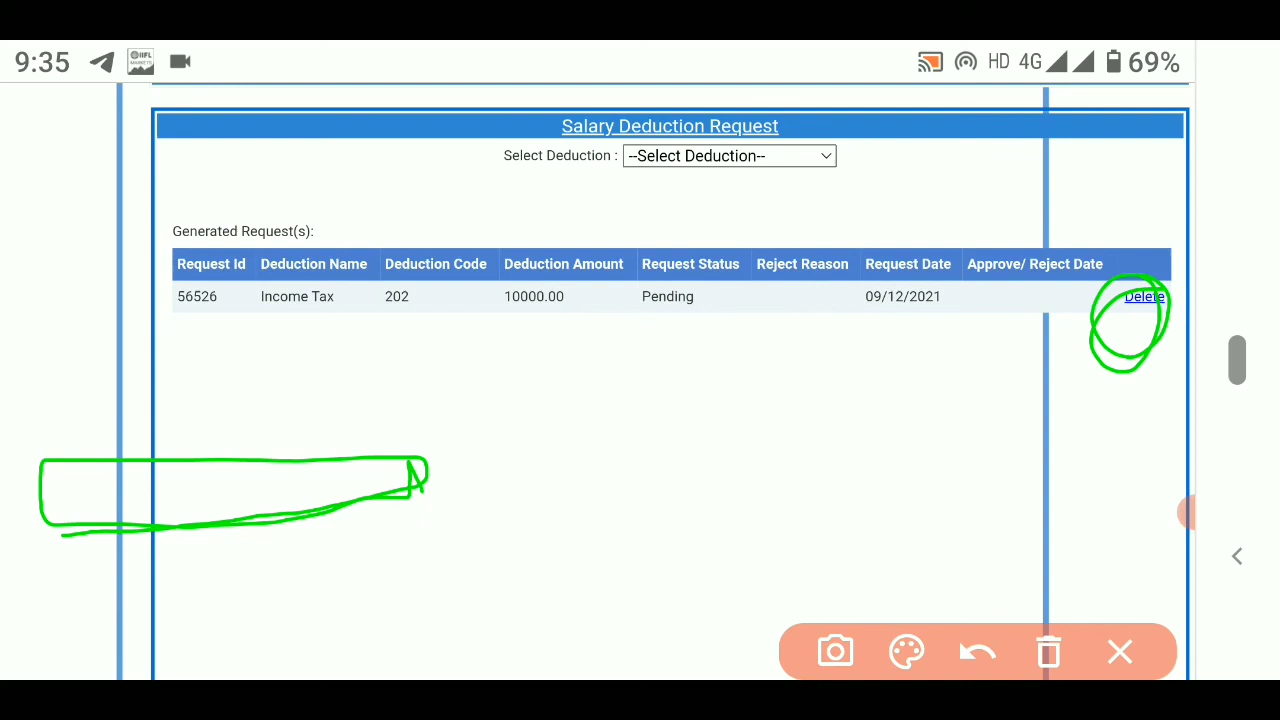 9:35 IIFL MARKETS HD 4G 69%
Salary Deduction Request
Select Deduction : --Select Deduction--
Generated Request(s):
Request Id Deduction Name Deduction Code Deduction Amount Request Status Reject Reason Request Date Approve/ Reject Date
56526 Income Tax 202 10000.00 Pending 09/12/2021 Delete